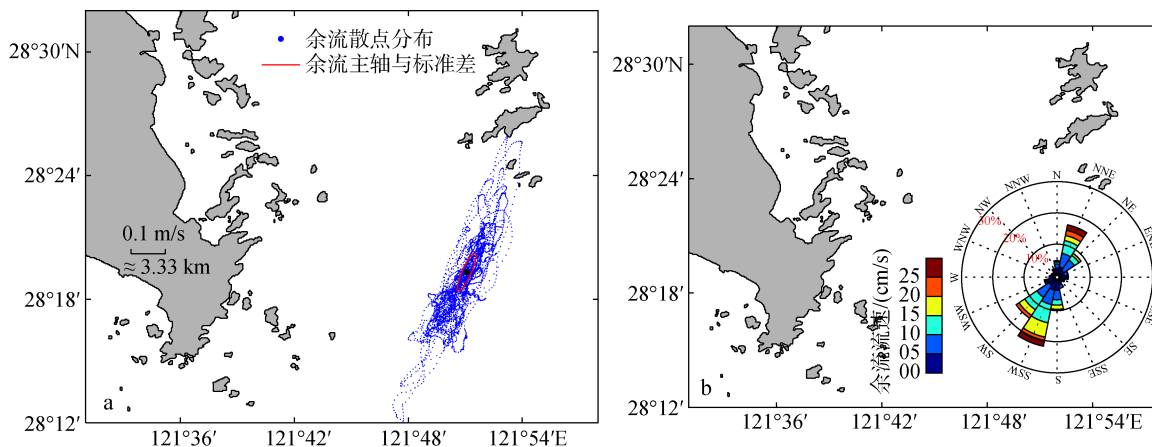 28°30′N
28°24′
28°18′
28°12′
余流散点分布
余流主轴与标准差
0.1 m/s
≈ 3.33 km
a
121°36′
121°42′
121°48′
121°54′E
28°30′N
28°24′
28°18′
28°12′
N
NNE
NE
SE
SSE
S
SSW
SW
WSW
W
WNW
NW
NNW
30%
20%
10%
余流流速/(cm/s)
25
20
15
10
05
00
b
121°36′
121°42′
121°48′
121°54′E